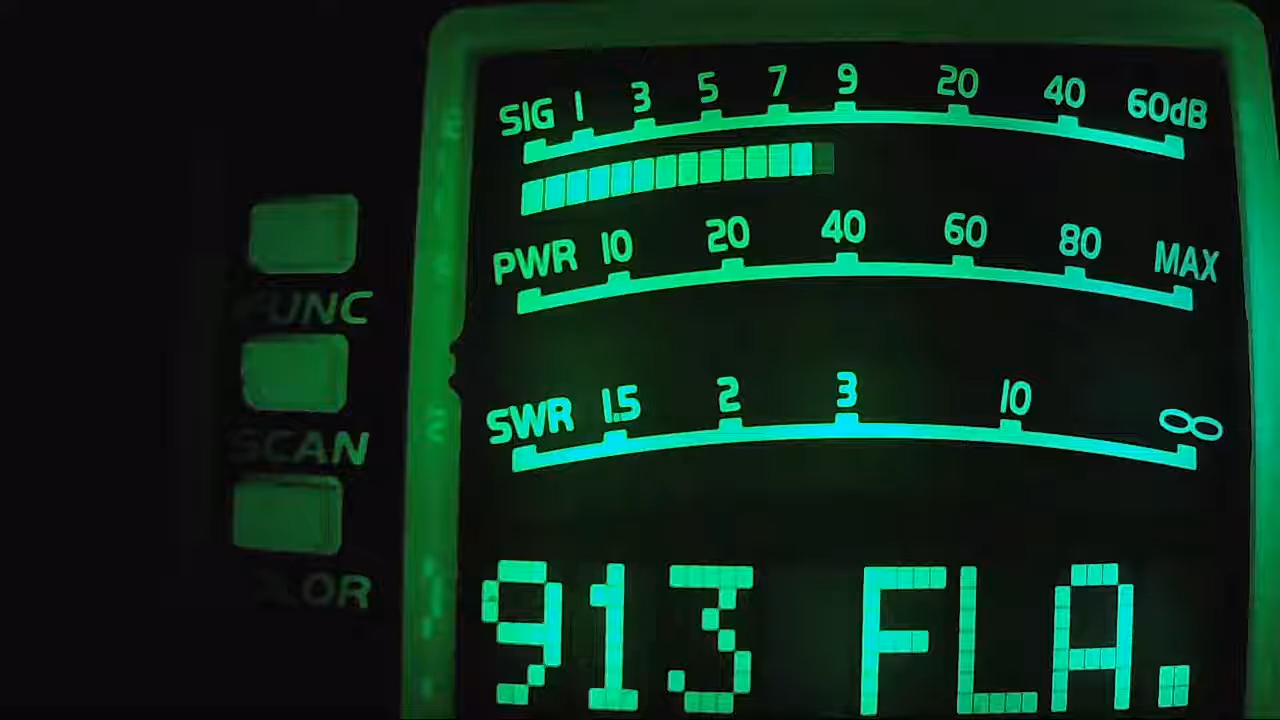 SIG 1 3 5 7 9 20 40 60dB
PWR 10 20 40 60 80 MAX
FUNC
SWR 1.5 2 3 10 ∞
SCAN
913 FLA.